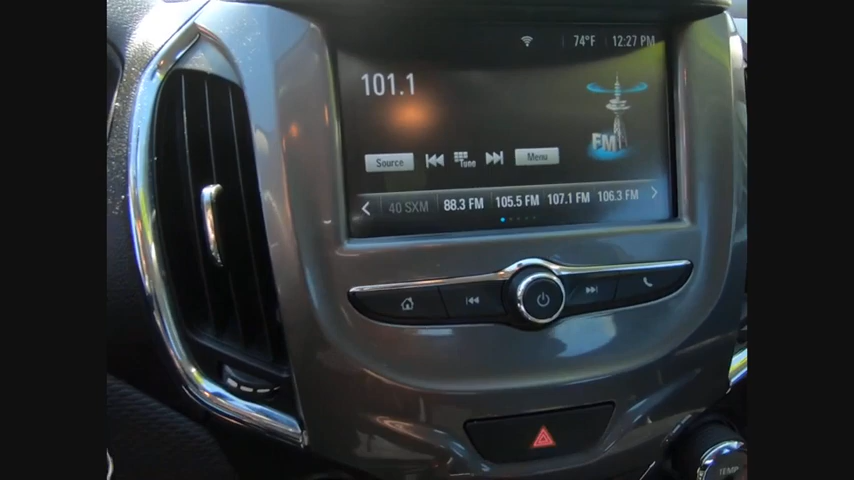 74°F 12:27 PM
101.1
FM
Source Tune Menu
40 SXM 88.3 FM 105.5 FM 107.1 FM 106.3 FM
TEMP